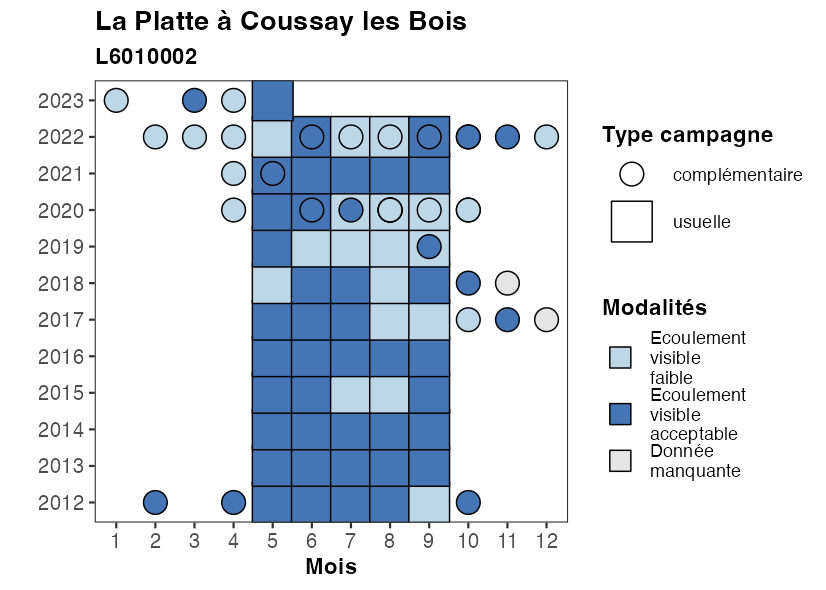 La Platte à Coussay les Bois
L6010002
2023
2022
2021
2020
2019
2018
2017
2016
2015
2014
2013
2012
1 2 3 4 5 6 7 8 9 10 11 12
Mois
Type campagne
complémentaire
usuelle
Modalités
Ecoulement
visible
faible
Ecoulement
visible
acceptable
Donnée
manquante